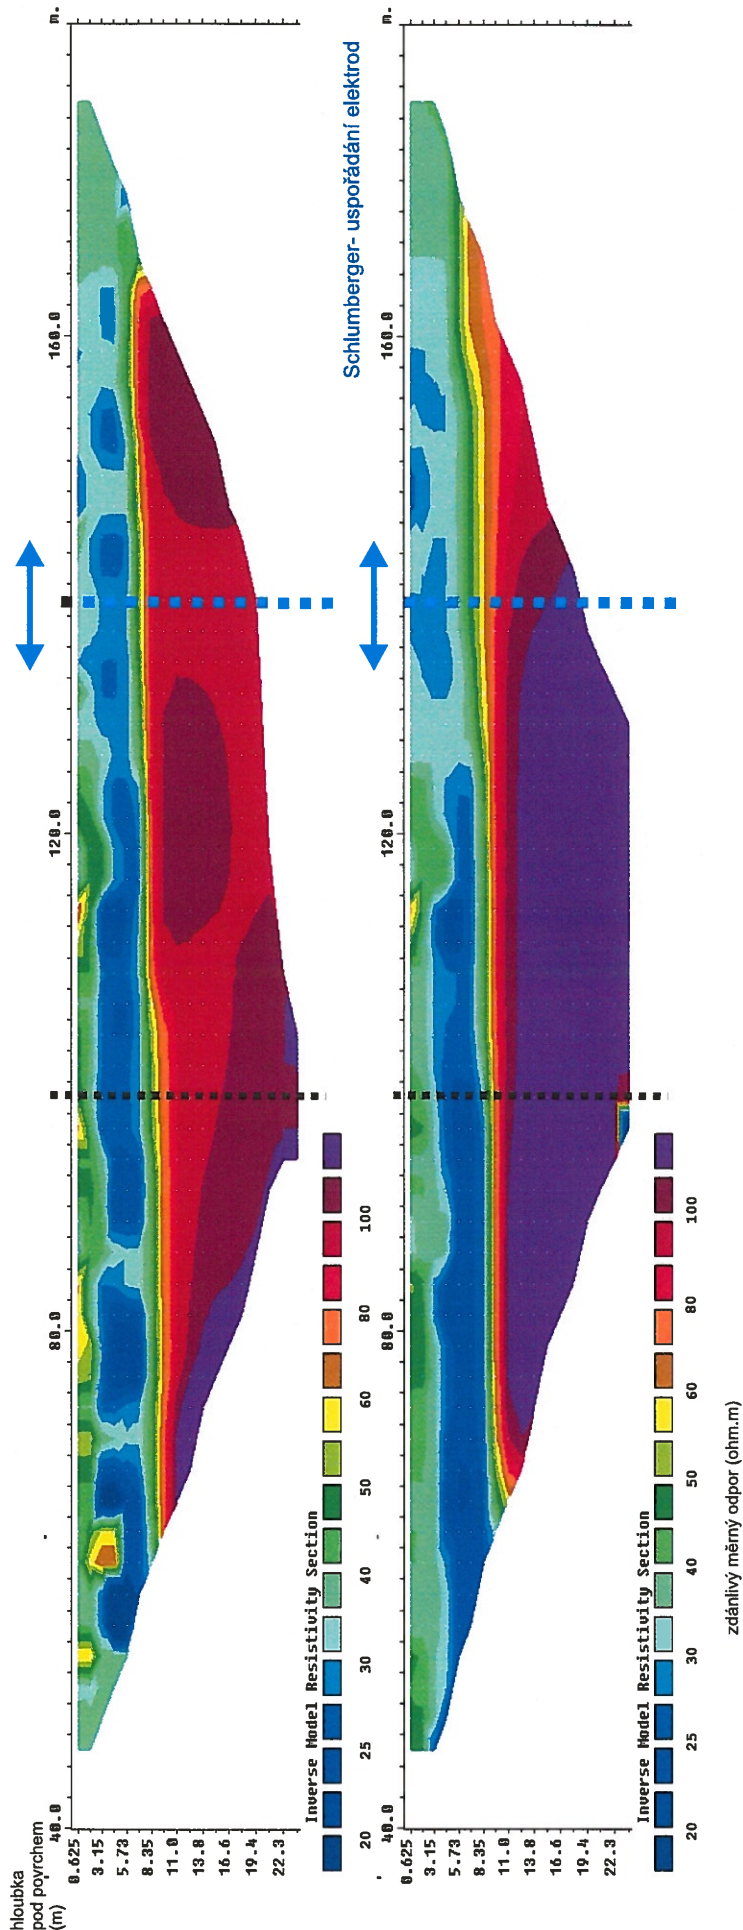 hloubka
pod povrchem
(m)
40.0 80.0 120.0 160.0 m.
0.625
3.15
5.73
8.35
11.0
13.8
16.6
19.4
22.3
Inverse Model Resistivity Section
20 25 30 40 50 60 80 100
Schlumberger- uspořádání elektrod
40.0 80.0 120.0 160.0 m.
0.625
3.15
5.73
8.35
11.0
13.8
16.6
19.4
22.3
Inverse Model Resistivity Section
20 25 30 40 50 60 80 100
zdánlivý měrný odpor (ohm.m)